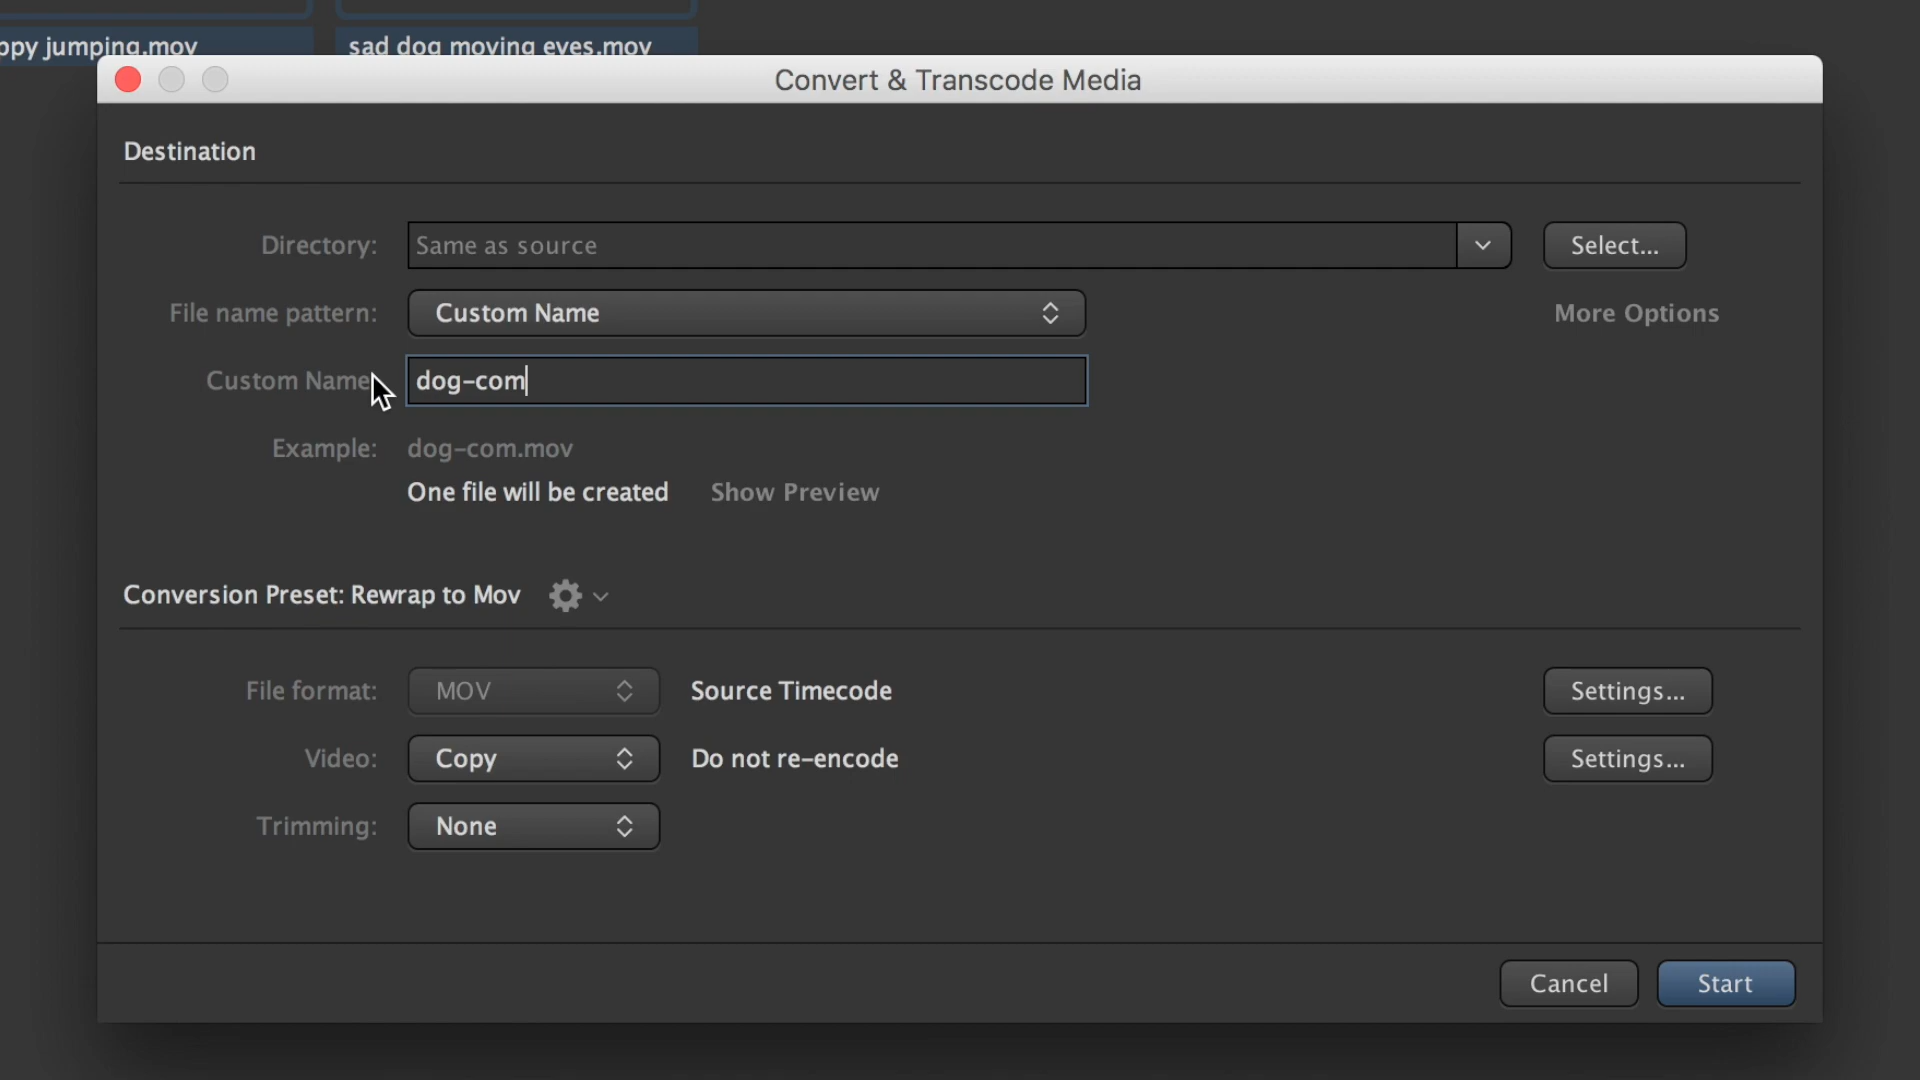 ppy jumping.mov
sad dog moving eyes.mov
Convert & Transcode Media
Destination
Directory: Same as source Select...
File name pattern: Custom Name More Options
Custom Name dog-com
Example: dog-com.mov
One file will be created Show Preview
Conversion Preset: Rewrap to Mov
File format: MOV Source Timecode Settings...
Video: Copy Do not re-encode Settings...
Trimming: None
Cancel Start